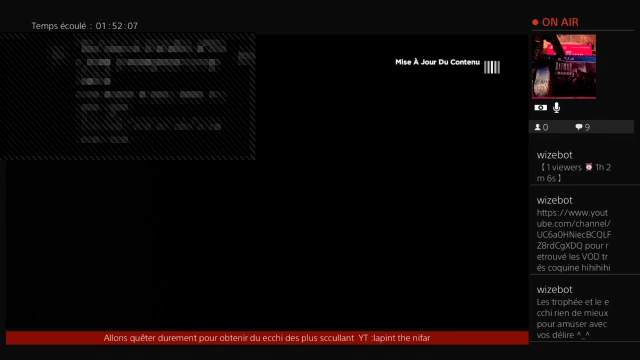 Temps écoulé : 01:52:07
ON AIR
Mise À Jour Du Contenu
0 9
wizebot
【1 viewers ⏰ 1h 2
m 6s】
wizebot
https://www.yout
ube.com/channel/
UC6a0HNiecBCQLF
Z8rdCgXDQ pour r
etrouvé les VOD tr
és coquine hihihihi
wizebot
Les trophée et le e
cchi rien de mieux
pour amuser avec
vos délire ^_^
Allons quêter durement pour obtenir du ecchi des plus sccullant YT :lapint the nifar